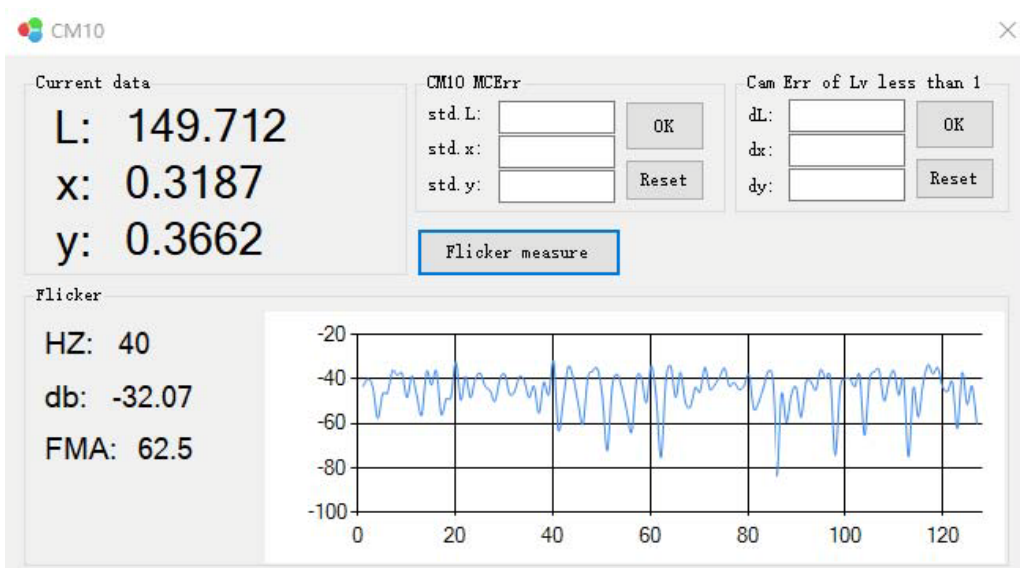 CM10
Current data
L: 149.712
x: 0.3187
y: 0.3662
CM10 MCErr
std.L:
std.x:
std.y:
OK
Reset
Cam Err of Lv less than 1
dL:
dx:
dy:
OK
Reset
Flicker measure
Flicker
HZ: 40
db: -32.07
FMA: 62.5
-20
-40
-60
-80
-100
0 20 40 60 80 100 120